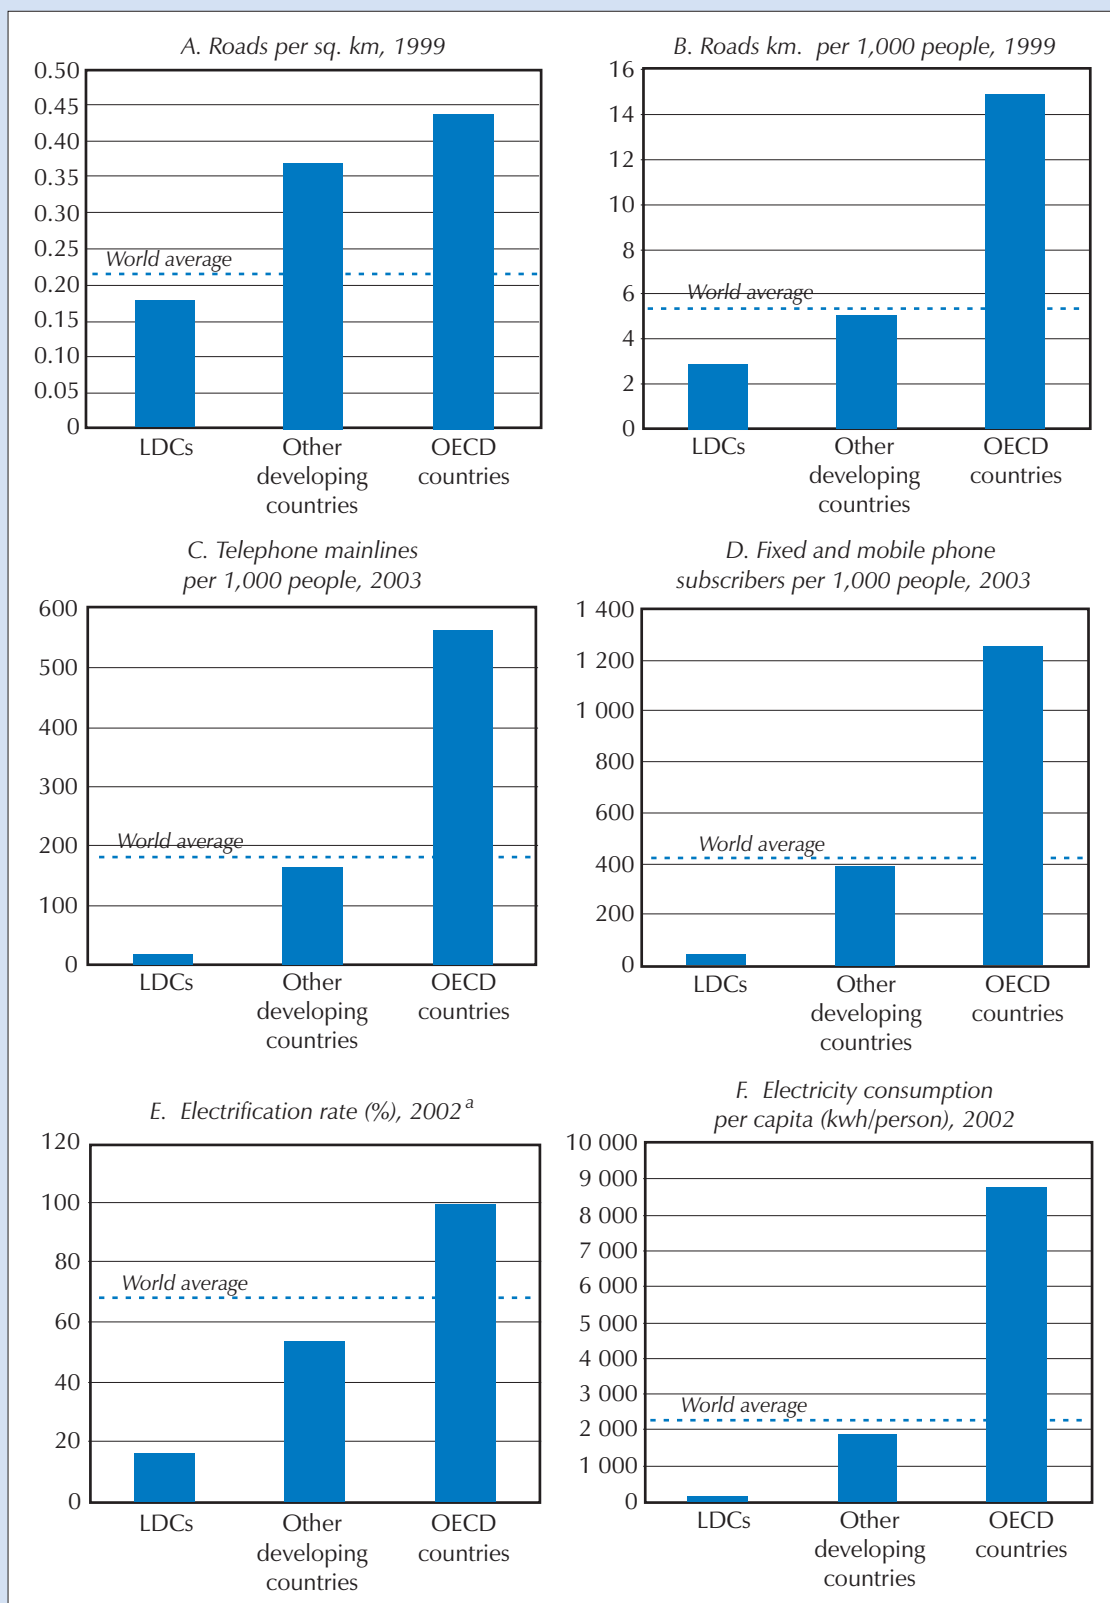 A. Roads per sq. km, 1999
0.50
0.45
0.40
0.35
0.30
0.25
0.20
0.15
0.10
0.05
0
World average
LDCs
Other
developing
countries
OECD
countries
B. Roads km. per 1,000 people, 1999
16
14
12
10
8
6
4
2
0
World average
LDCs
Other
developing
countries
OECD
countries
C. Telephone mainlines
per 1,000 people, 2003
600
500
400
300
200
100
0
World average
LDCs
Other
developing
countries
OECD
countries
D. Fixed and mobile phone
subscribers per 1,000 people, 2003
1 400
1 200
1 000
800
600
400
200
0
World average
LDCs
Other
developing
countries
OECD
countries
E. Electrification rate (%), 2002 a
120
100
80
60
40
20
0
World average
LDCs
Other
developing
countries
OECD
countries
F. Electricity consumption
per capita (kwh/person), 2002
10 000
9 000
8 000
7 000
6 000
5 000
4 000
3 000
2 000
1 000
0
World average
LDCs
Other
developing
countries
OECD
countries